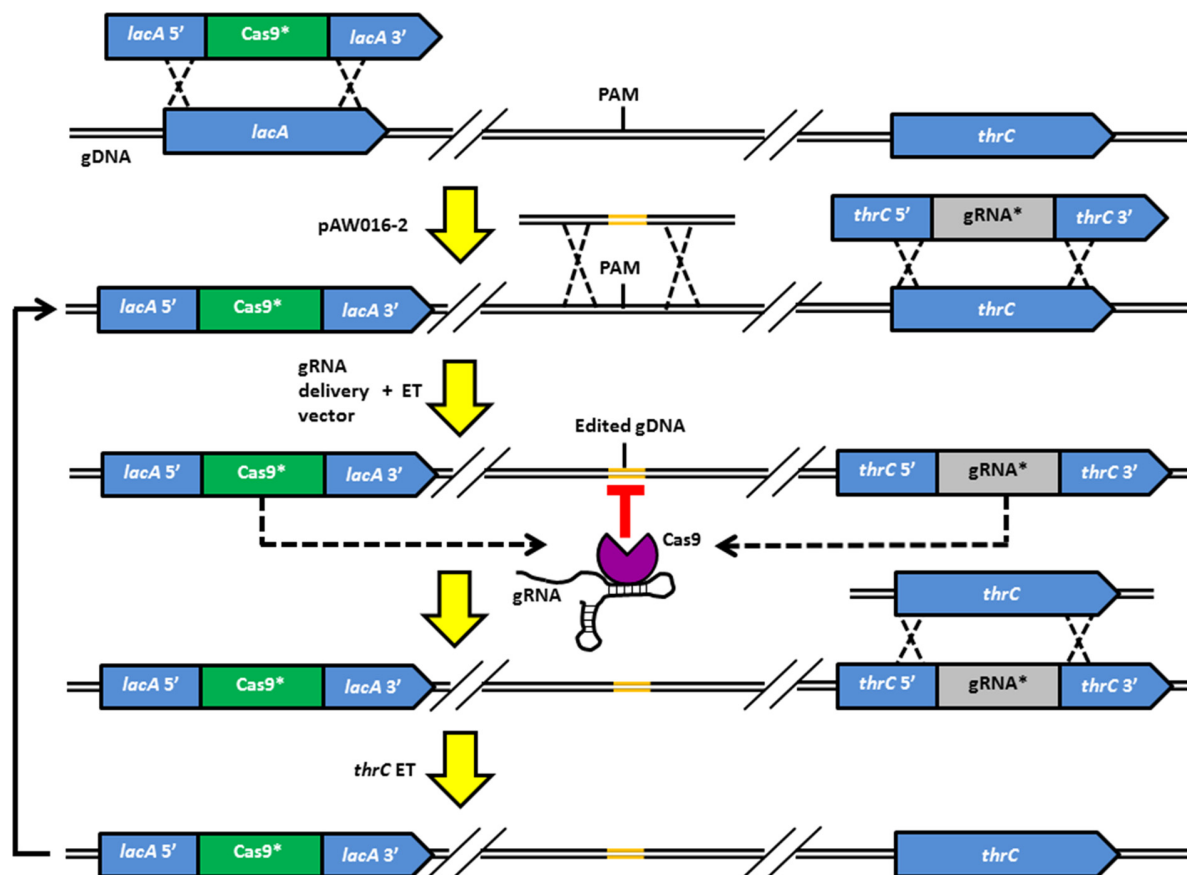 lacA 5’ Cas9* lacA 3’
PAM
gDNA lacA thrC
pAW016-2
thrC 5’ gRNA* thrC 3’
PAM
lacA 5’ Cas9* lacA 3’ thrC
gRNA
delivery + ET
vector
Edited gDNA
lacA 5’ Cas9* lacA 3’ thrC 5’ gRNA* thrC 3’
Cas9
gRNA
thrC
lacA 5’ Cas9* lacA 3’ thrC 5’ gRNA* thrC 3’
thrC ET
lacA 5’ Cas9* lacA 3’ thrC